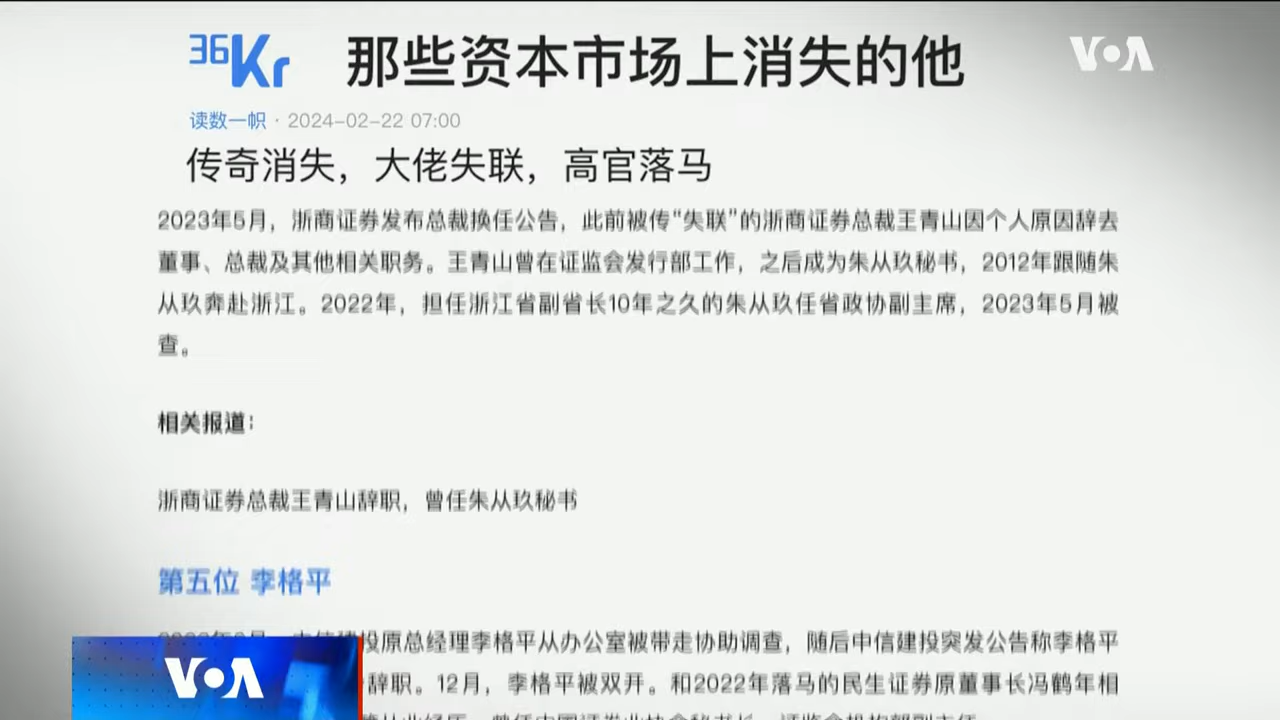 36Kr 那些资本市场上消失的他
VOA
读数一帜 · 2024-02-22 07:00
传奇消失，大佬失联，高官落马
2023年5月，浙商证券发布总裁换任公告，此前被传“失联”的浙商证券总裁王青山因个人原因辞去
董事、总裁及其他相关职务。王青山曾在证监会发行部工作，之后成为朱从玖秘书，2012年跟随朱
从玖奔赴浙江。2022年，担任浙江省副省长10年之久的朱从玖任省政协副主席，2023年5月被
查。
相关报道：
浙商证券总裁王青山辞职，曾任朱从玖秘书
第五位 李格平
投原总经理李格平从办公室被带走协助调查，随后中信建投突发公告称李格平
辞职。12月，李格平被双开。和2022年落马的民生证券原董事长冯鹤年相
VOA